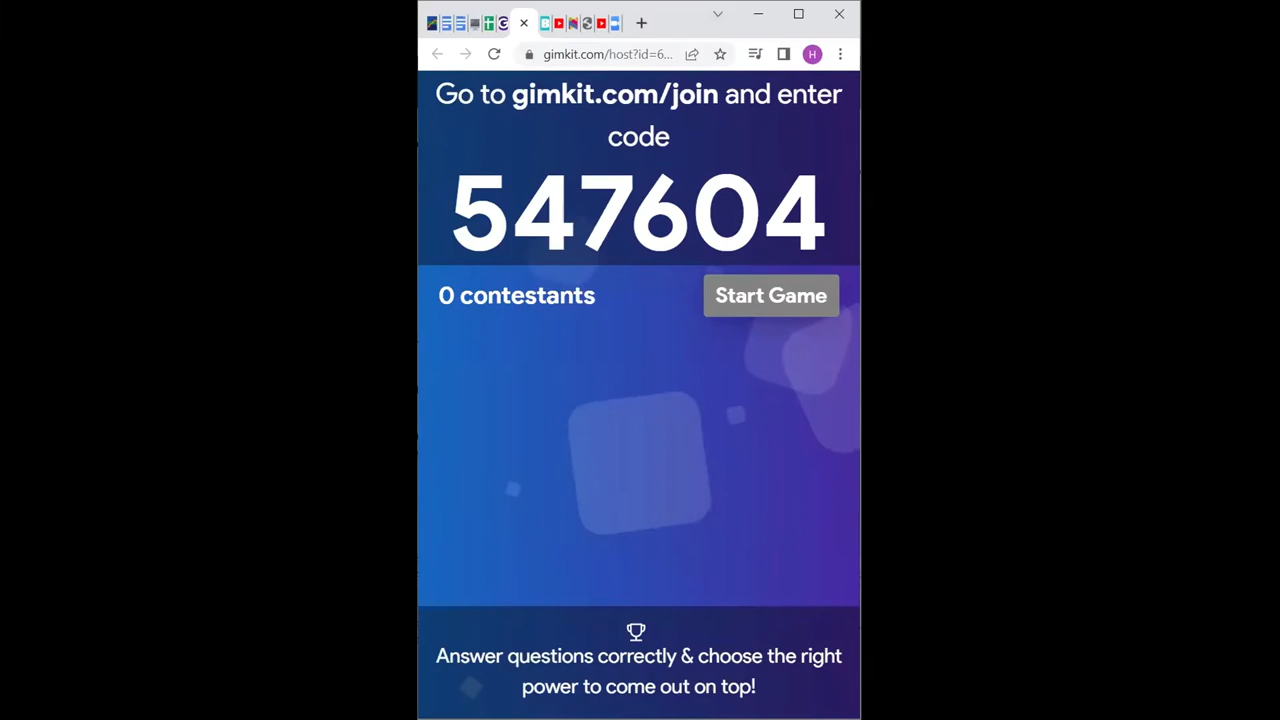 gimkit.com/host?id=6...
H
Go to gimkit.com/join and enter
code
547604
0 contestants
Start Game
Answer questions correctly & choose the right
power to come out on top!